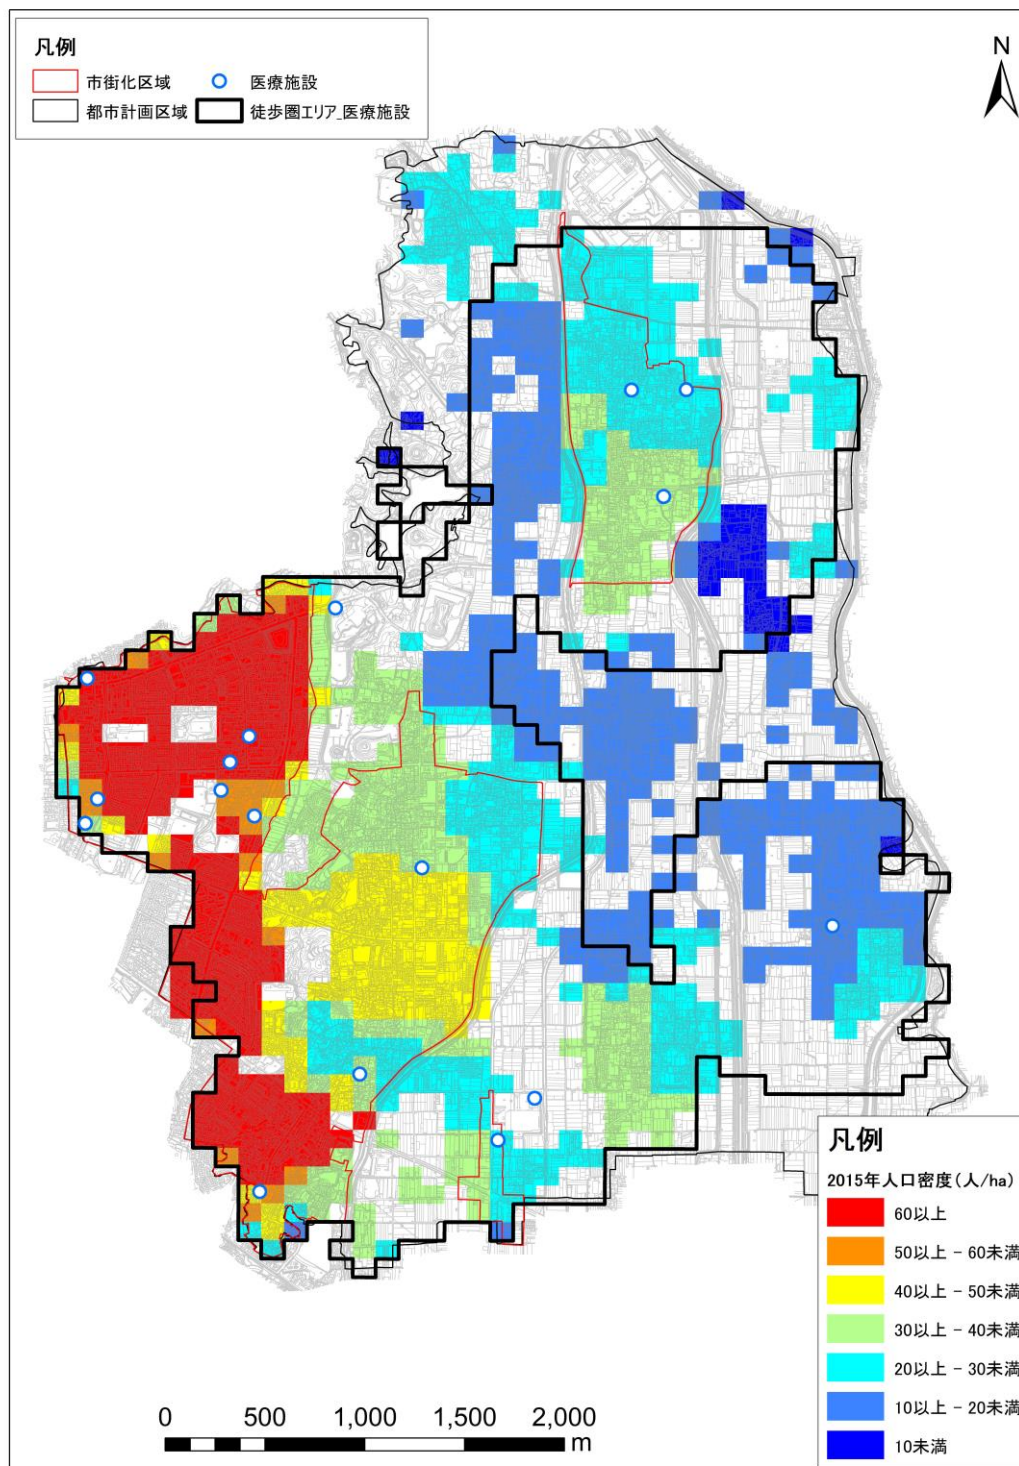 凡例
市街化区域
医療施設
都市計画区域
徒歩圏エリア_医療施設
N
凡例
2015年人口密度(人/ha)
60以上
50以上 - 60未満
40以上 - 50未満
30以上 - 40未満
20以上 - 30未満
10以上 - 20未満
10未満
0 500 1,000 1,500 2,000
m